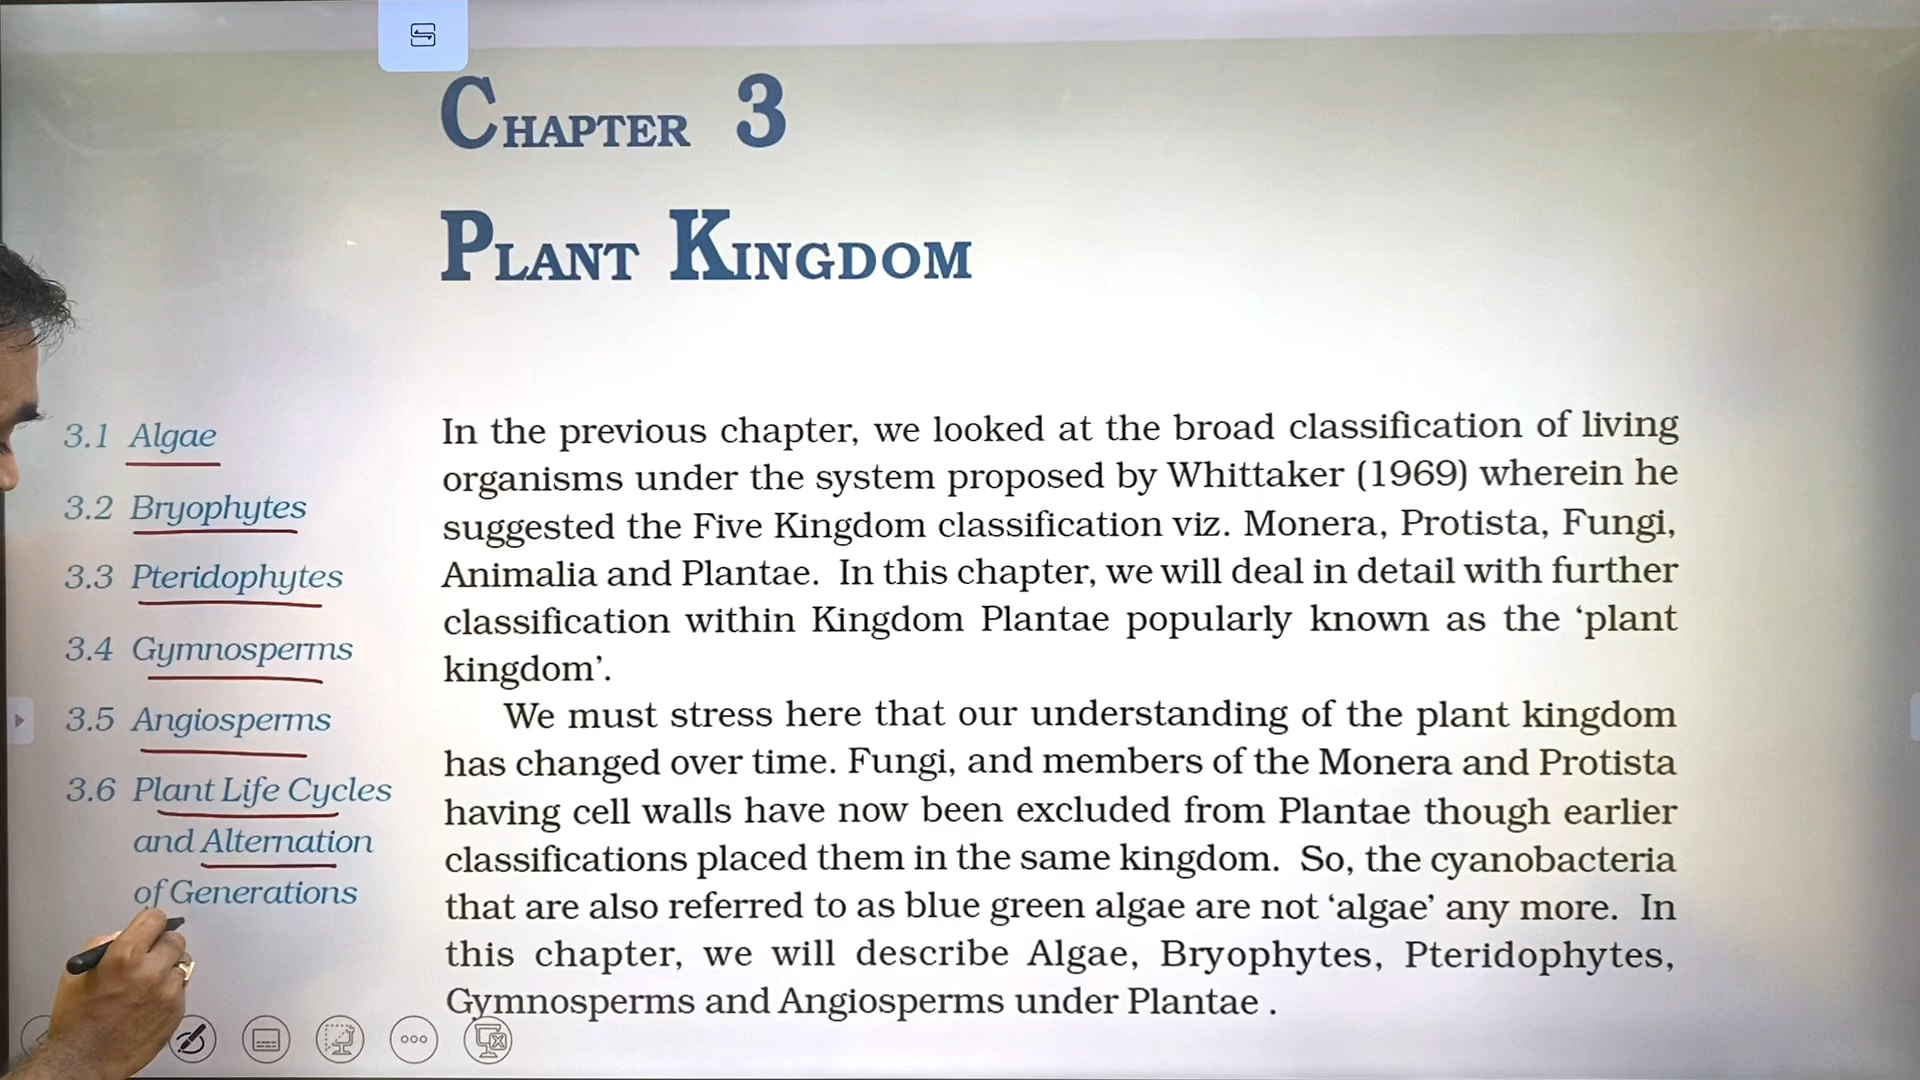 CHAPTER 3
PLANT KINGDOM
3.1 Algae
3.2 Bryophytes
3.3 Pteridophytes
3.4 Gymnosperms
3.5 Angiosperms
3.6 Plant Life Cycles
and Alternation
of Generations
In the previous chapter, we looked at the broad classification of living
organisms under the system proposed by Whittaker (1969) wherein he
suggested the Five Kingdom classification viz. Monera, Protista, Fungi,
Animalia and Plantae. In this chapter, we will deal in detail with further
classification within Kingdom Plantae popularly known as the ‘plant
kingdom’.
We must stress here that our understanding of the plant kingdom
has changed over time. Fungi, and members of the Monera and Protista
having cell walls have now been excluded from Plantae though earlier
classifications placed them in the same kingdom. So, the cyanobacteria
that are also referred to as blue green algae are not ‘algae’ any more. In
this chapter, we will describe Algae, Bryophytes, Pteridophytes,
Gymnosperms and Angiosperms under Plantae .